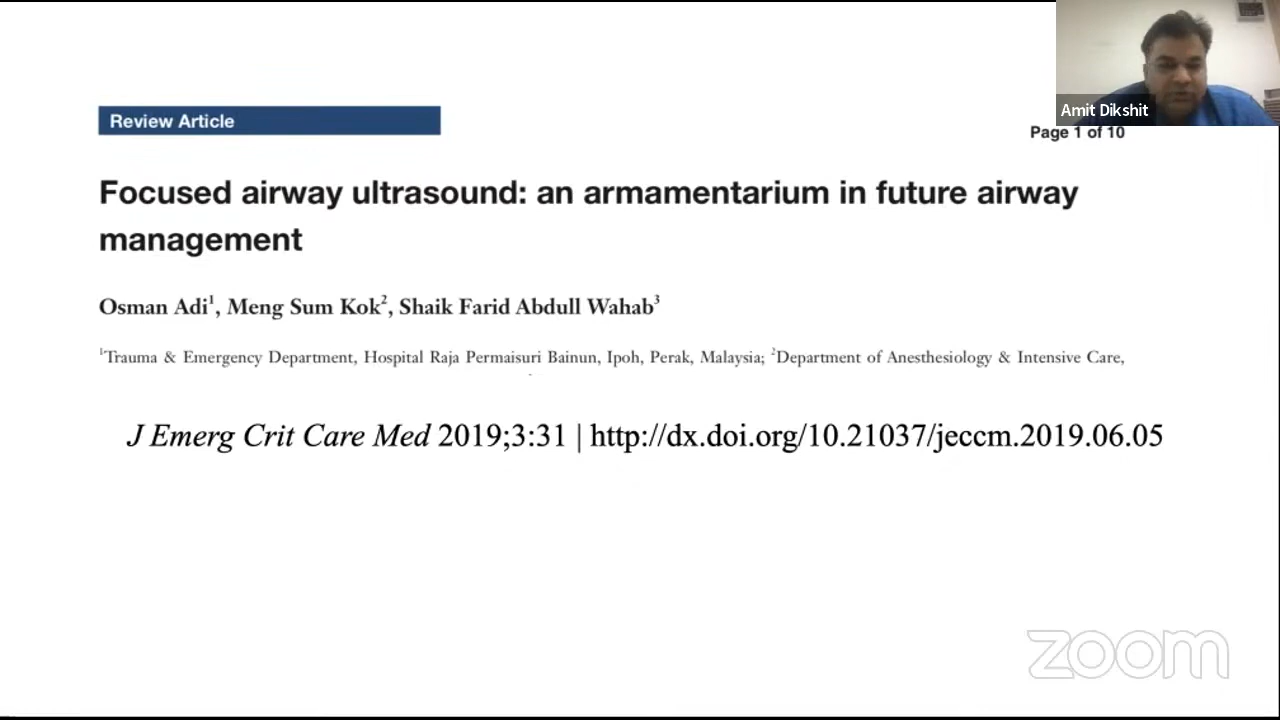 Amit Dikshit
Review Article
Page 1 of 10
Focused airway ultrasound: an armamentarium in future airway
management
Osman Adi1, Meng Sum Kok2, Shaik Farid Abdull Wahab3
1Trauma & Emergency Department, Hospital Raja Permaisuri Bainun, Ipoh, Perak, Malaysia; 2Department of Anesthesiology & Intensive Care,
J Emerg Crit Care Med 2019;3:31 | http://dx.doi.org/10.21037/jeccm.2019.06.05
zoom